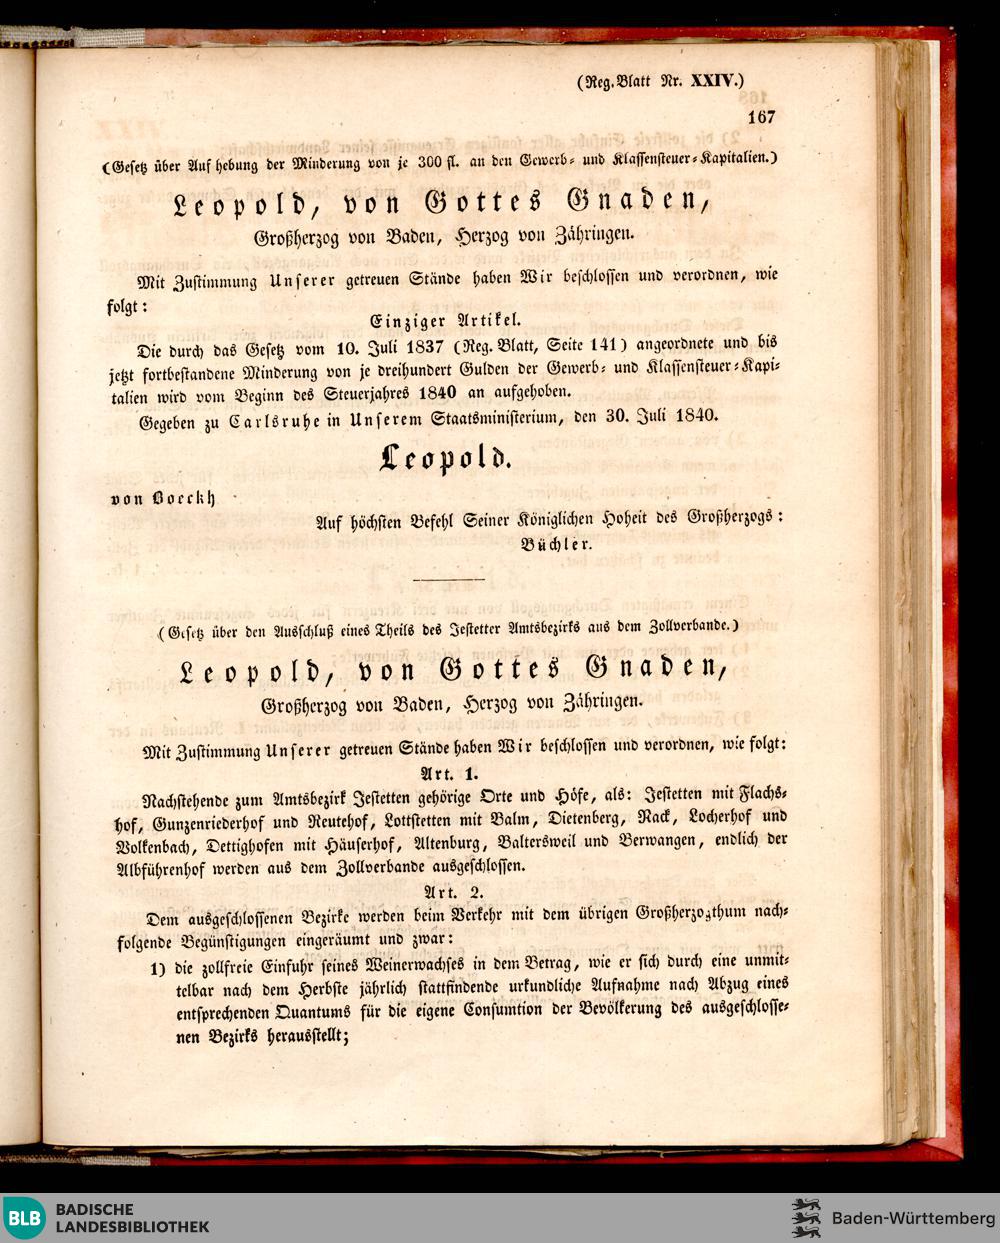 (Reg. Blatt Nr. XXIV.)
167
(Gesetz über Aufhebung der Minderung von je 300 fl. an den Gewerb- und Klassensteuer-Kapitalien.)
Leopold, von Gottes Gnaden,
Großherzog von Baden, Herzog von Zähringen.
Mit Zustimmung Unserer getreuen Stände haben Wir beschlossen und verordnen, wie
folgt:
Einziger Artikel.
Die durch das Gesetz vom 10. Juli 1837 (Reg. Blatt, Seite 141) angeordnete und bis
jetzt fortbestandene Minderung von je dreihundert Gulden der Gewerb- und Klassensteuer-Kapi-
talien wird vom Beginn des Steuerjahres 1840 an aufgehoben.
Gegeben zu Carlsruhe in Unserem Staatsministerium, den 30. Juli 1840.
Leopold.
von Boeckh
Auf höchsten Befehl Seiner Königlichen Hoheit des Großherzogs:
Büchler.
(Gesetz über den Ausschluß eines Theils des Jestetter Amtsbezirks aus dem Zollverbande.)
Leopold, von Gottes Gnaden,
Großherzog von Baden, Herzog von Zähringen.
Mit Zustimmung Unserer getreuen Stände haben Wir beschlossen und verordnen, wie folgt:
Art. 1.
Nachstehende zum Amtsbezirk Jestetten gehörige Orte und Höfe, als: Jestetten mit Flachs-
hof, Gunzenriederhof und Reutehof, Lottstetten mit Balm, Dietenberg, Nack, Locherhof und
Volkenbach, Dettighofen mit Häuserhof, Altenburg, Baltersweil und Berwangen, endlich der
Albführenhof werden aus dem Zollverbande ausgeschlossen.
Art. 2.
Dem ausgeschlossenen Bezirke werden beim Verkehr mit dem übrigen Großherzogthum nach-
folgende Begünstigungen eingeräumt und zwar:
1) die zollfreie Einfuhr seines Weinerwachses in dem Betrag, wie er sich durch eine unmit-
telbar nach dem Herbste jährlich stattfindende urkundliche Aufnahme nach Abzug eines
entsprechenden Quantums für die eigene Consumtion der Bevölkerung des ausgeschlosse-
nen Bezirks herausstellt;
BLB BADISCHE
LANDESBIBLIOTHEK
Baden-Württemberg